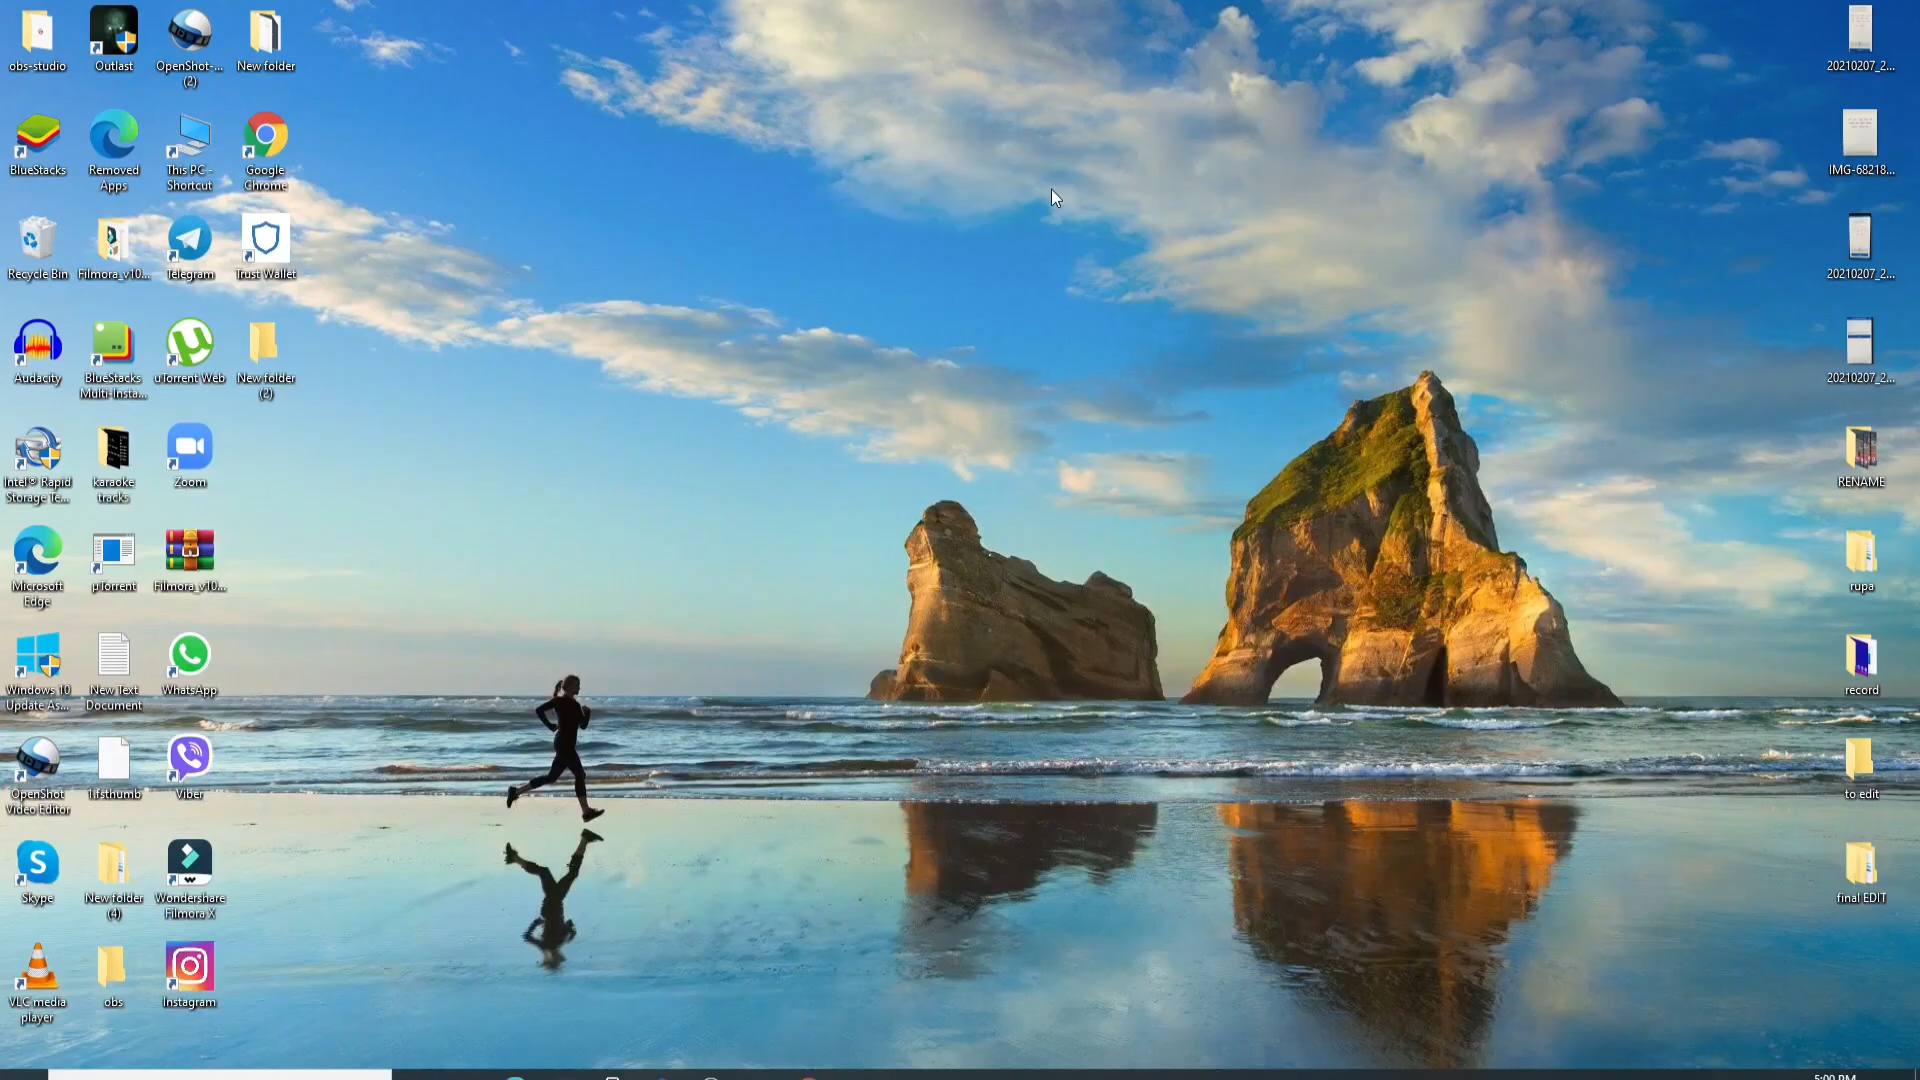 obs-studio
Outlast
OpenShot-...
(2)
New folder
BlueStacks
Removed
Apps
This PC -
Shortcut
Google
Chrome
Recycle Bin
Filmora_v10...
Telegram
Trust Wallet
Audacity
BlueStacks
Multi-Insta...
uTorrent Web
New folder
(2)
Intel® Rapid
Storage Te...
karaoke
tracks
Zoom
Microsoft
Edge
µTorrent
Filmora_v10...
Windows 10
Update As...
New Text
Document
WhatsApp
OpenShot
Video Editor
1.fsthumb
Viber
Skype
New folder
(4)
Wondershare
Filmora X
VLC media
player
obs
Instagram
20210207_2...
IMG-68218...
20210207_2...
20210207_2...
RENAME
rupa
record
to edit
final EDIT
5:00 PM